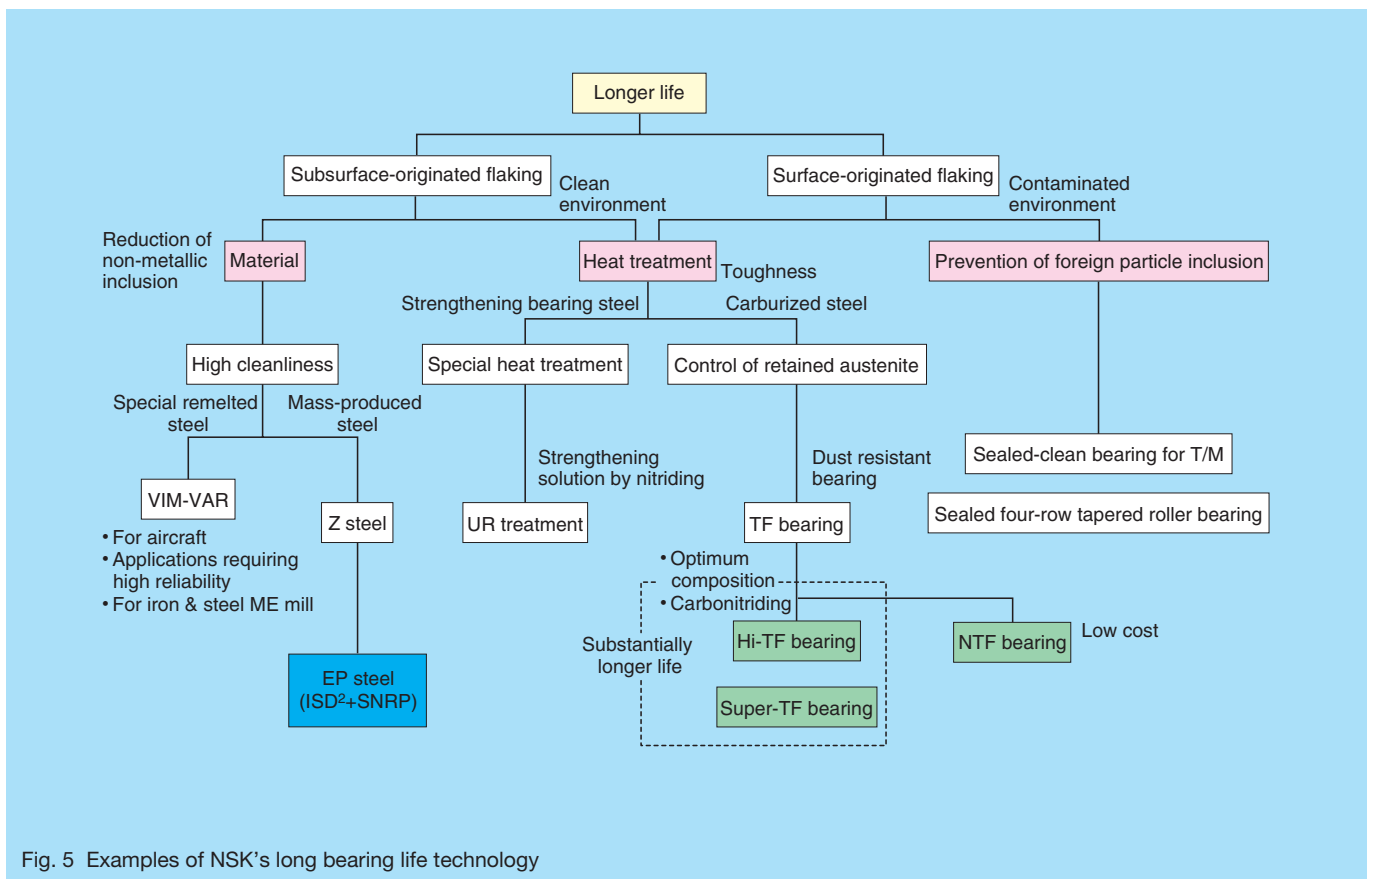 Longer life
Subsurface-originated flaking
Surface-originated flaking
Clean
environment
Contaminated
environment
Reduction of
non-metallic
inclusion
Material
Heat treatment
Toughness
Prevention of foreign particle inclusion
Strengthening bearing steel
Carburized steel
High cleanliness
Special heat treatment
Control of retained austenite
Special remelted
steel
Mass-produced
steel
Strengthening
solution by nitriding
Dust resistant
bearing
Sealed-clean bearing for T/M
VIM-VAR
Z steel
UR treatment
TF bearing
Sealed four-row tapered roller bearing
• For aircraft
• Applications requiring
high reliability
• For iron & steel ME mill
• Optimum
composition
• Carbonitriding
Substantially
longer life
Hi-TF bearing
NTF bearing
Low cost
EP steel
(ISD²+SNRP)
Super-TF bearing
Fig. 5 Examples of NSK's long bearing life technology